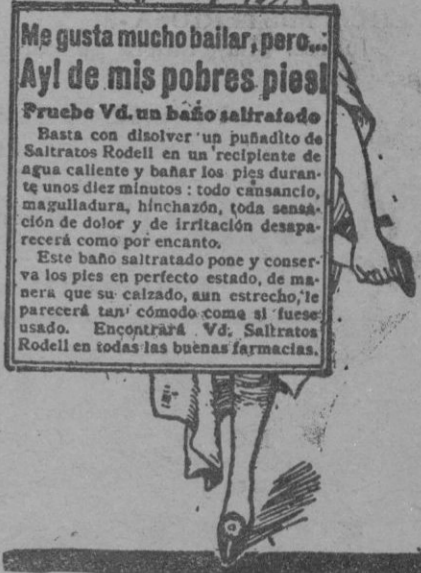 Me gusta mucho bailar, pero...
Ay! de mis pobres pies!
Pruebe Vd. un baño saltratado
Basta con disolver un puñadito de
Saltratos Rodell en un recipiente de
agua caliente y bañar los pies duran-
te unos diez minutos : todo cansancio,
magulladura, hinchazón, toda sensa-
ción de dolor y de irritación desapa-
recerá como por encanto.
Este baño saltratado pone y conser-
va los pies en perfecto estado, de ma-
nera que su calzado, aun estrecho, le
parecerá tan cómodo como si fuese
usado. Encontrará Vd. Saltratos
Rodell en todas las buenas farmacias.